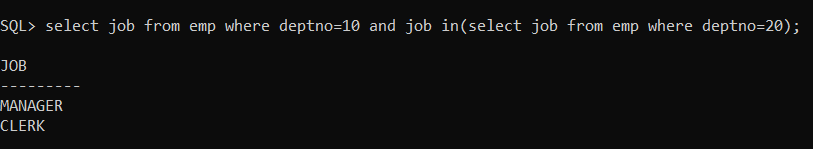 SQL> select job from emp where deptno=10 and job in(select job from emp where deptno=20);
JOB
---------
MANAGER
CLERK